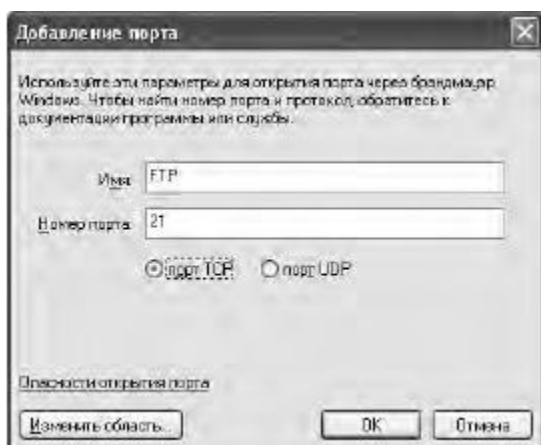 Добавление порта
Используйте эти параметры для открытия порта через брандмауэр
Windows. Чтобы найти номер порта и протокол, обратитесь к
документации программы или службы.
Имя: FTP
Номер порта: 21
порт TCP порт UDP
Опасности открытия порта
Изменить область... OK Отмена